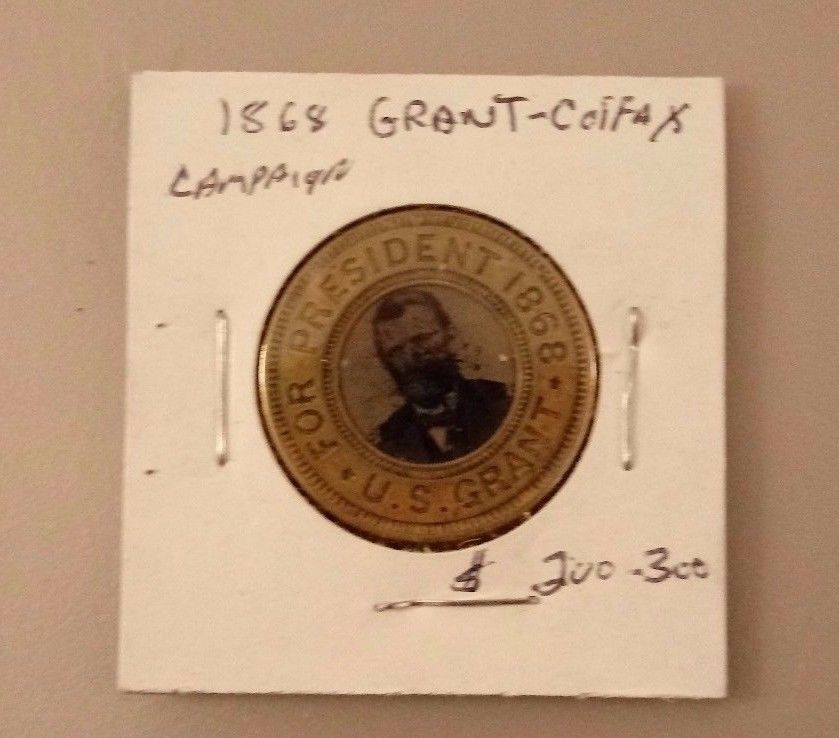 1868 GRANT-COlFAX
CAMPAIGN
FOR PRESIDENT 1868
* U.S. GRANT *
$ 200-300